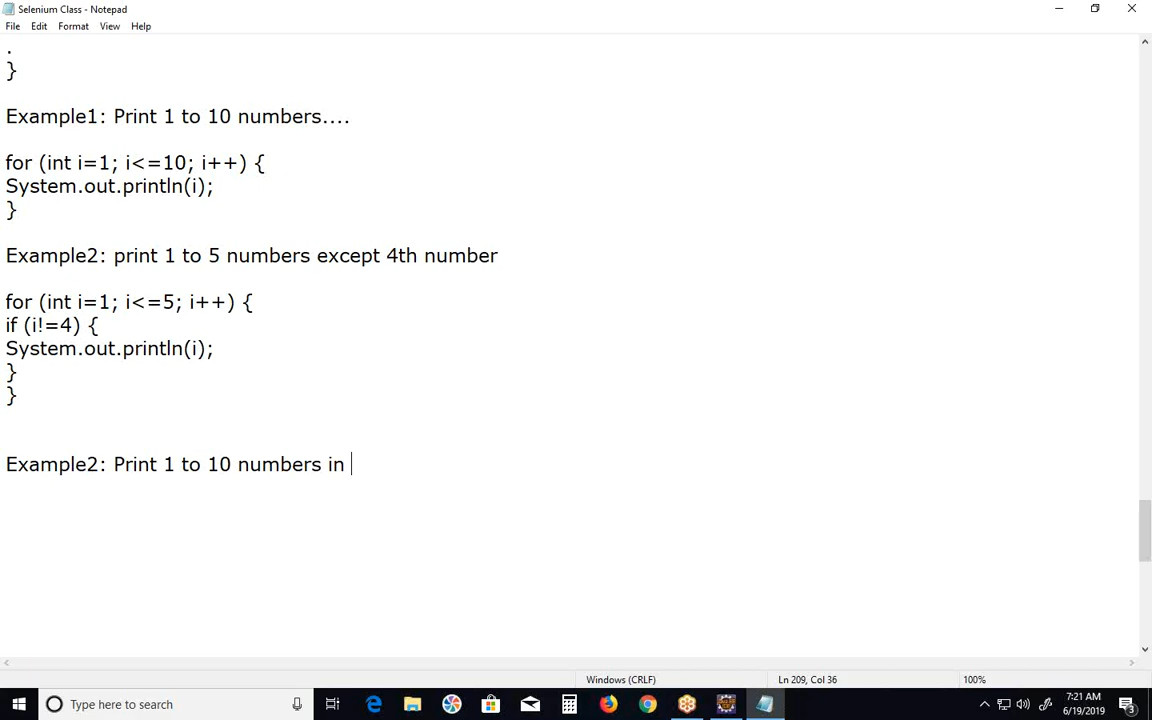 Selenium Class - Notepad
File Edit Format View Help
.
}
Example1: Print 1 to 10 numbers....
for (int i=1; i<=10; i++) {
System.out.println(i);
}
Example2: print 1 to 5 numbers except 4th number
for (int i=1; i<=5; i++) {
if (i!=4) {
System.out.println(i);
}
}
Example2: Print 1 to 10 numbers in
Windows (CRLF) Ln 209, Col 36 100%
Type here to search
7:21 AM
6/19/2019
3